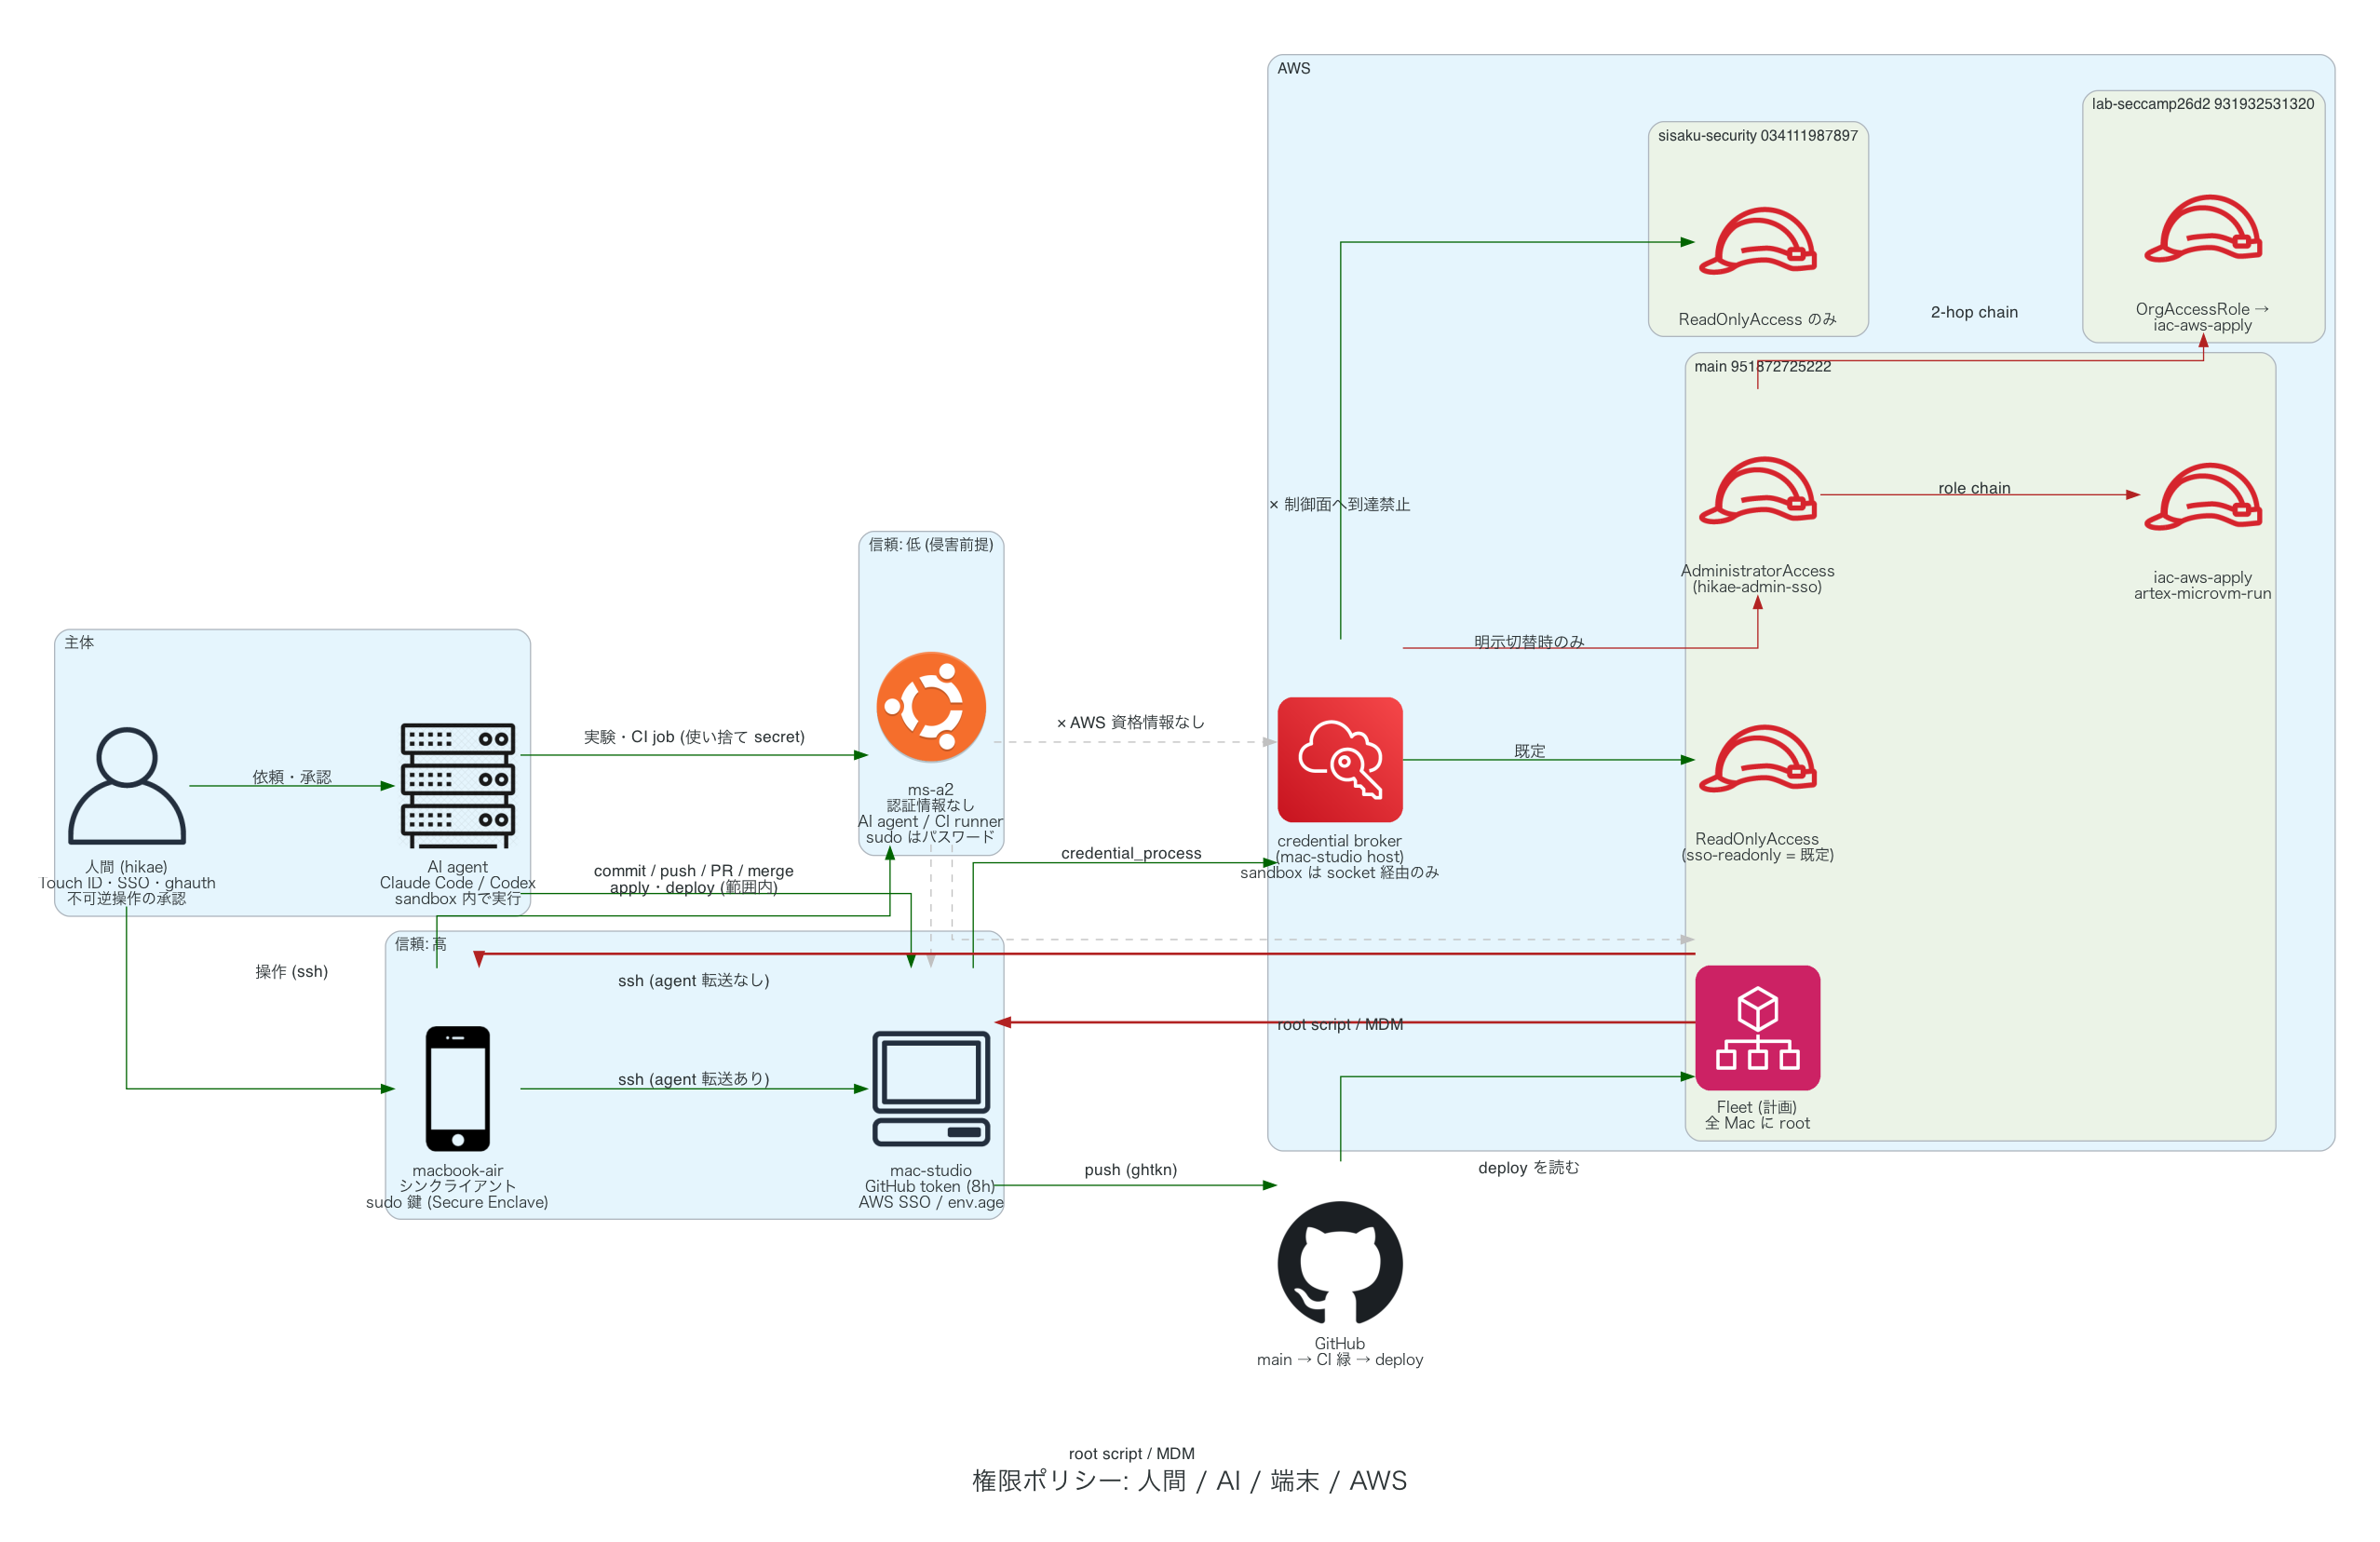 AWS
lab-seccamp26d2 931932531320
sisaku-security 034111987897
OrgAccessRole →
iac-aws-apply
ReadOnlyAccess のみ
2-hop chain
main 951872725222
× 制御面へ到達禁止
role chain
AdministratorAccess
(hikae-admin-sso)
iac-aws-apply
artex-microvm-run
信頼: 低 (侵害前提)
主体
明示切替時のみ
× AWS 資格情報なし
実験・CI job (使い捨て secret)
既定
依頼・承認
ms-a2
認証情報なし
AI agent / CI runner
sudo はパスワード
credential broker
(mac-studio host)
sandbox は socket 経由のみ
ReadOnlyAccess
(sso-readonly = 既定)
credential_process
人間 (hikae)
Touch ID・SSO・ghauth
不可逆操作の承認
AI agent
Claude Code / Codex
sandbox 内で実行
commit / push / PR / merge
apply・deploy (範囲内)
信頼: 高
操作 (ssh)
ssh (agent 転送なし)
root script / MDM
ssh (agent 転送あり)
Fleet (計画)
全 Mac に root
macbook-air
シンクライアント
sudo 鍵 (Secure Enclave)
mac-studio
GitHub token (8h)
AWS SSO / env.age
push (ghtkn)
deploy を読む
GitHub
main → CI 緑 → deploy
root script / MDM
権限ポリシー: 人間 / AI / 端末 / AWS